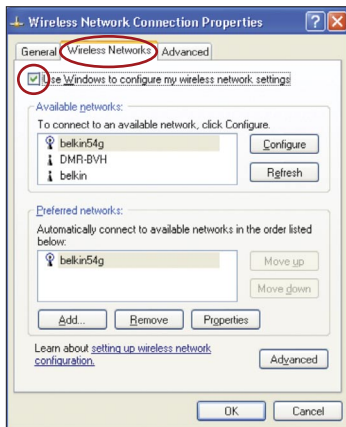 Wireless Network Connection Properties
General Wireless Networks Advanced
Use Windows to configure my wireless network settings
Available networks:
To connect to an available network, click Configure.
belkin54g
Configure
DMR-BVH
belkin
Refresh
Preferred networks:
Automatically connect to available networks in the order listed
below:
belkin54g
Move up
Move down
Add... Remove Properties
Learn about setting up wireless network
configuration.
Advanced
OK Cancel